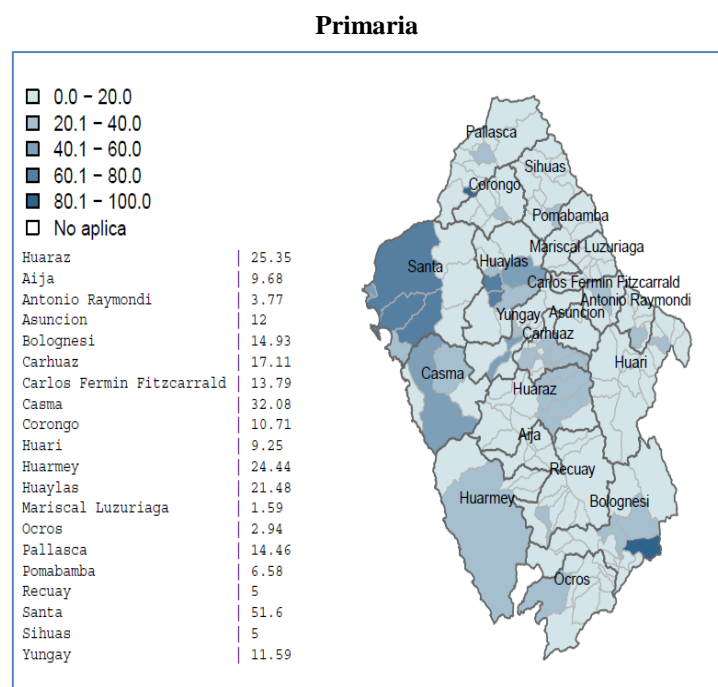 Primaria
0.0 − 20.0
20.1 − 40.0
40.1 − 60.0
60.1 − 80.0
80.1 − 100.0
No aplica
Huaraz | 25.35
Aija | 9.68
Antonio Raymondi | 3.77
Asuncion | 12
Bolognesi | 14.93
Carhuaz | 17.11
Carlos Fermin Fitzcarrald | 13.79
Casma | 32.08
Corongo | 10.71
Huari | 9.25
Huarmey | 24.44
Huaylas | 21.48
Mariscal Luzuriaga | 1.59
Ocros | 2.94
Pallasca | 14.46
Pomabamba | 6.58
Recuay | 5
Santa | 51.6
Sihuas | 5
Yungay | 11.59
Pallasca
Sihuas
Corongo
Pomabamba
Mariscal Luzuriaga
Huaylas
Santa
Carlos Fermin Fitzcarrald
Antonio Raymondi
Asuncion
Yungay
Carhuaz
Huari
Casma
Huaraz
Aija
Recuay
Huarmey
Bolognesi
Ocros